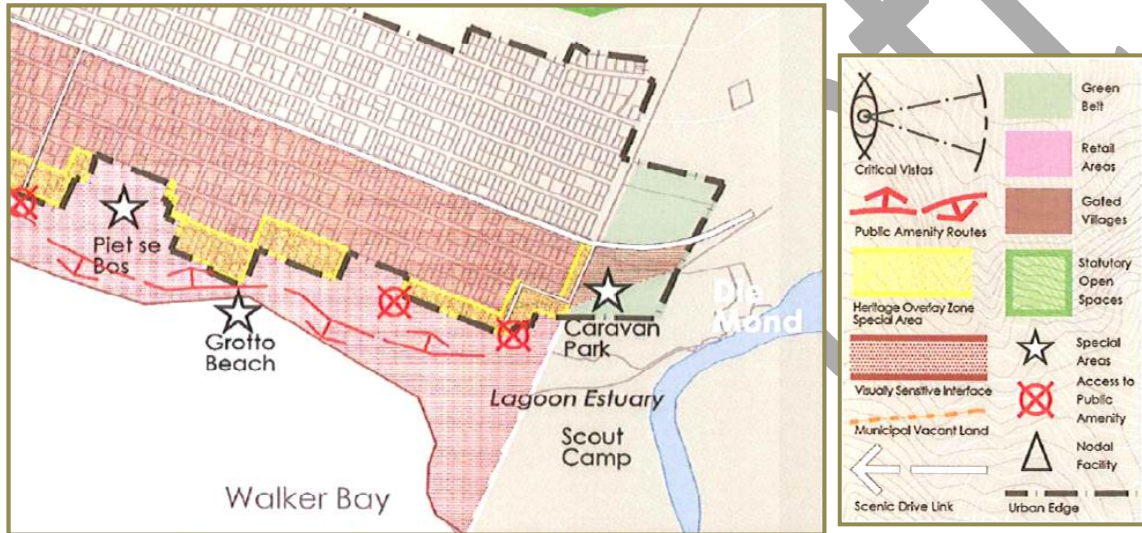 Piet se
Bos
Grotto
Beach
Caravan
Park
Die
Mond
Lagoon Estuary
Scout
Camp
Walker Bay
Critical Vistas
Public Amenity Routes
Heritage Overlay Zone
Special Area
Visually Sensitive Interface
Municipal Vacant Land
Scenic Drive Link
Green
Belt
Retail
Areas
Gated
Villages
Statutory
Open
Spaces
Special
Areas
Access to
Public
Amenity
Nodal
Facility
Urban Edge